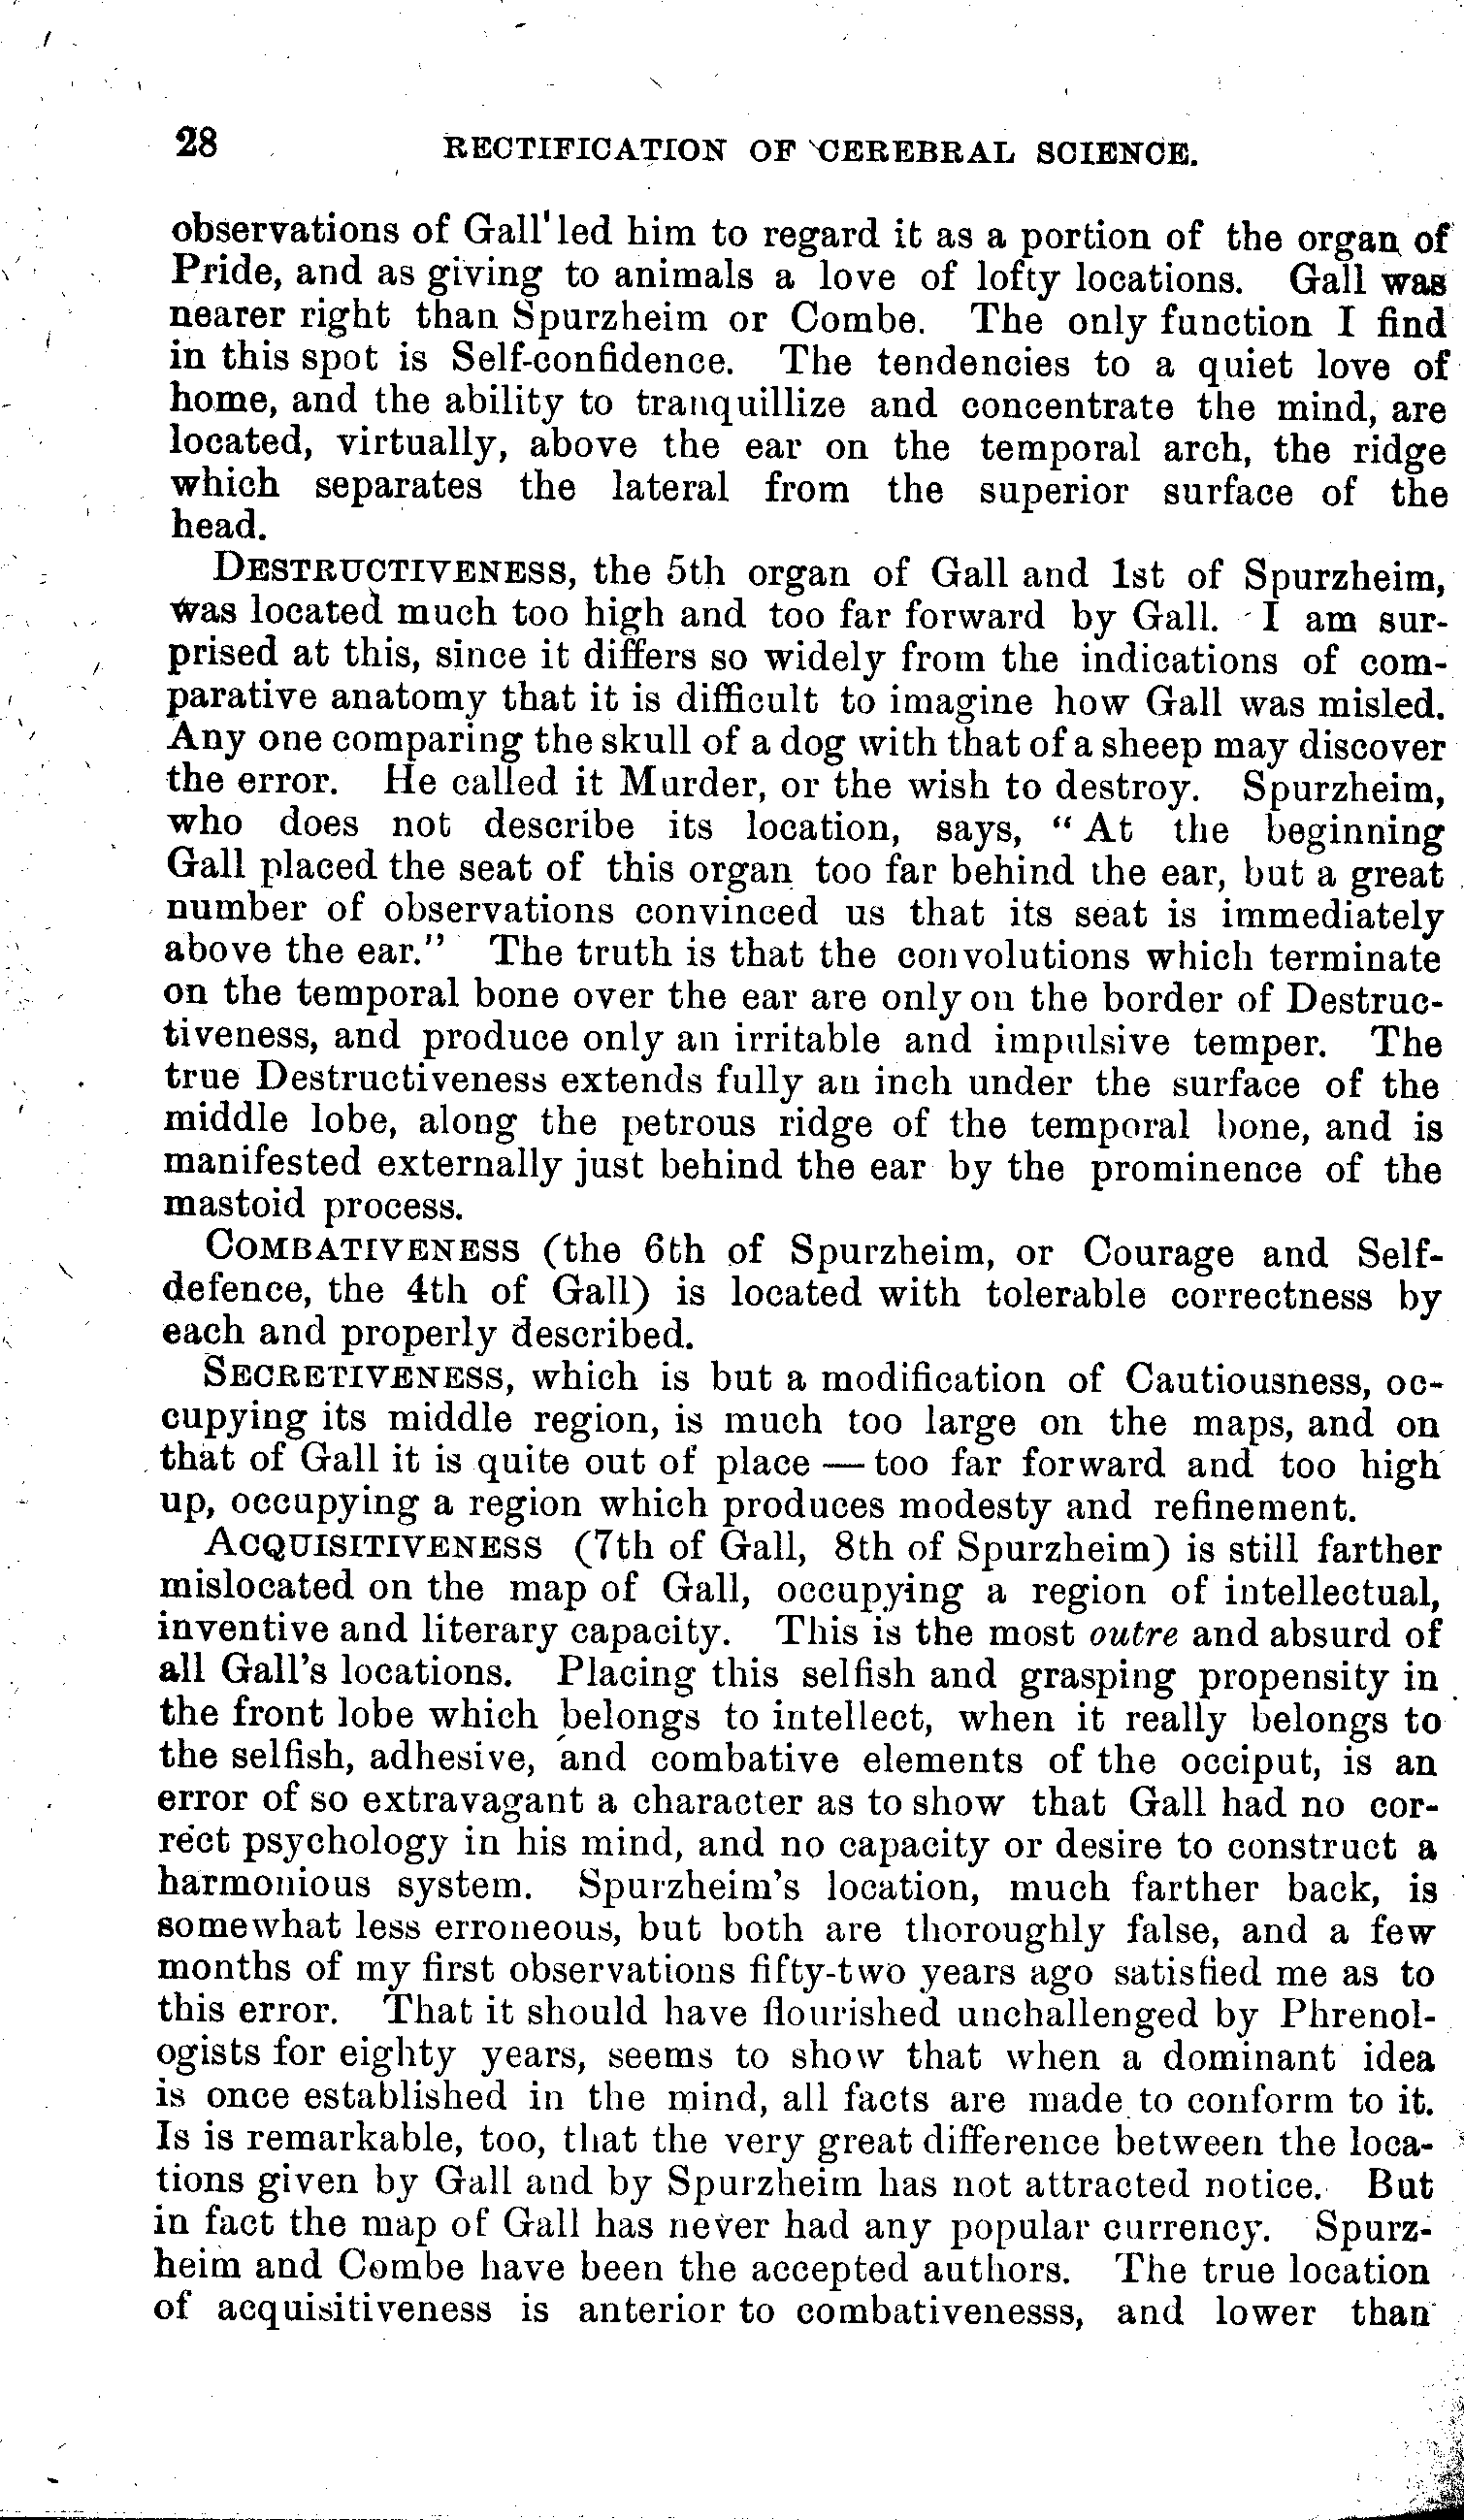 28 RECTIFICATION OF CEREBRAL SCIENCE.
observations of Gall led him to regard it as a portion of the organ of
Pride, and as giving to animals a love of lofty locations. Gall was
nearer right than Spurzheim or Combe. The only function I find
in this spot is Self-confidence. The tendencies to a quiet love of
home, and the ability to tranquillize and concentrate the mind, are
located, virtually, above the ear on the temporal arch, the ridge
which separates the lateral from the superior surface of the
head.
DESTRUCTIVENESS, the 5th organ of Gall and 1st of Spurzheim,
was located much too high and too far forward by Gall. I am sur-
prised at this, since it differs so widely from the indications of com-
parative anatomy that it is difficult to imagine how Gall was misled.
Any one comparing the skull of a dog with that of a sheep may discover
the error. He called it Murder, or the wish to destroy. Spurzheim,
who does not describe its location, says, "At the beginning
Gall placed the seat of this organ too far behind the ear, but a great
number of observations convinced us that its seat is immediately
above the ear." The truth is that the convolutions which terminate
on the temporal bone over the ear are only on the border of Destruc-
tiveness, and produce only an irritable and impulsive temper. The
true Destructiveness extends fully an inch under the surface of the
middle lobe, along the petrous ridge of the temporal bone, and is
manifested externally just behind the ear by the prominence of the
mastoid process.
COMBATIVENESS (the 6th of Spurzheim, or Courage and Self-
defence, the 4th of Gall) is located with tolerable correctness by
each and properly described.
SECRETIVENESS, which is but a modification of Cautiousness, oc-
cupying its middle region, is much too large on the maps, and on
that of Gall it is quite out of place — too far forward and too high
up, occupying a region which produces modesty and refinement.
ACQUISITIVENESS (7th of Gall, 8th of Spurzheim) is still farther
mislocated on the map of Gall, occupying a region of intellectual,
inventive and literary capacity. This is the most outre and absurd of
all Gall's locations. Placing this selfish and grasping propensity in
the front lobe which belongs to intellect, when it really belongs to
the selfish, adhesive, and combative elements of the occiput, is an
error of so extravagant a character as to show that Gall had no cor-
rect psychology in his mind, and no capacity or desire to construct a
harmonious system. Spurzheim's location, much farther back, is
somewhat less erroneous, but both are thoroughly false, and a few
months of my first observations fifty-two years ago satisfied me as to
this error. That it should have flourished unchallenged by Phrenol-
ogists for eighty years, seems to show that when a dominant idea
is once established in the mind, all facts are made to conform to it.
Is is remarkable, too, that the very great difference between the loca-
tions given by Gall and by Spurzheim has not attracted notice. But
in fact the map of Gall has never had any popular currency. Spurz-
heim and Combe have been the accepted authors. The true location
of acquisitiveness is anterior to combativenesss, and lower than